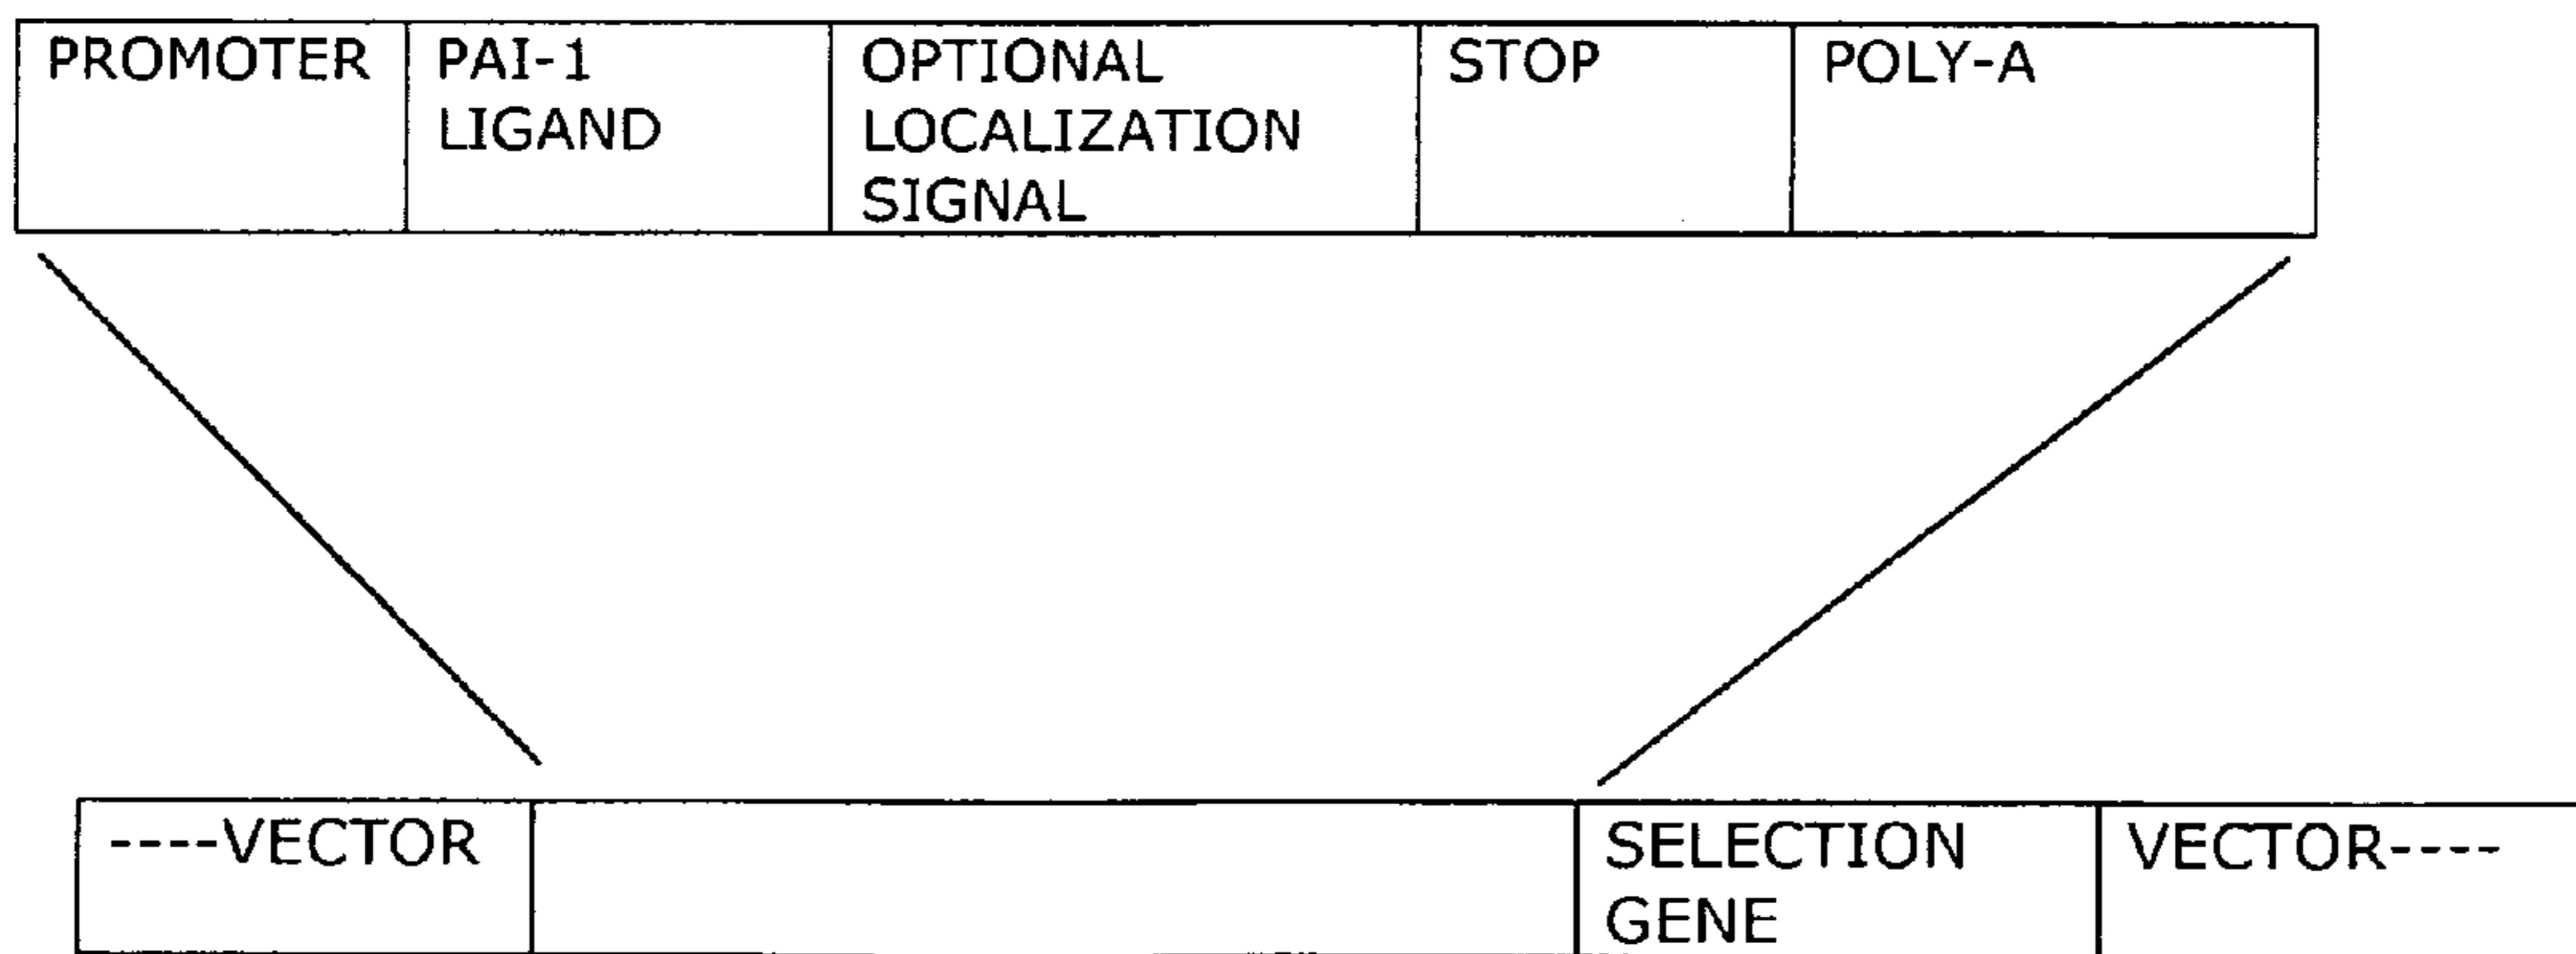 PROMOTER
PAI-1
LIGAND
OPTIONAL
LOCALIZATION
SIGNAL
STOP
POLY-A
----VECTOR
SELECTION
GENE
VECTOR----